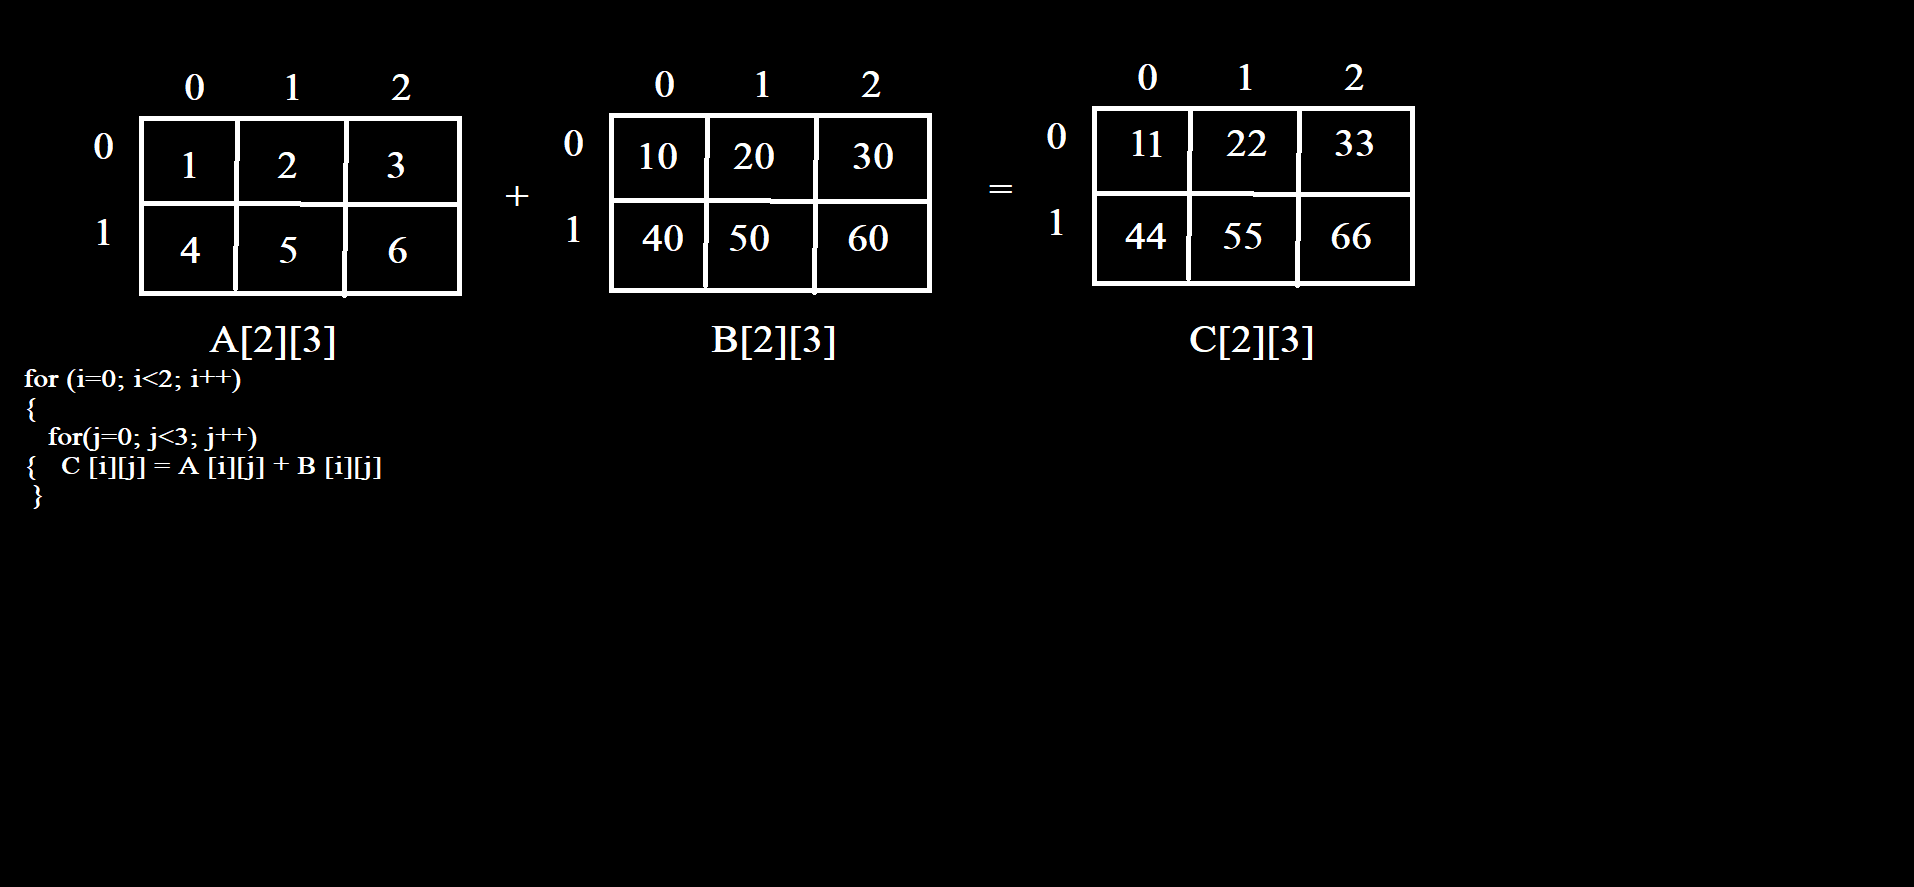 0 1 2
0 1 2 3
1 4 5 6
A[2][3]
+
0 1 2
0 10 20 30
1 40 50 60
B[2][3]
=
0 1 2
0 11 22 33
1 44 55 66
C[2][3]
for (i=0; i<2; i++)
{
for(j=0; j<3; j++)
{ C [i][j] = A [i][j] + B [i][j]
}